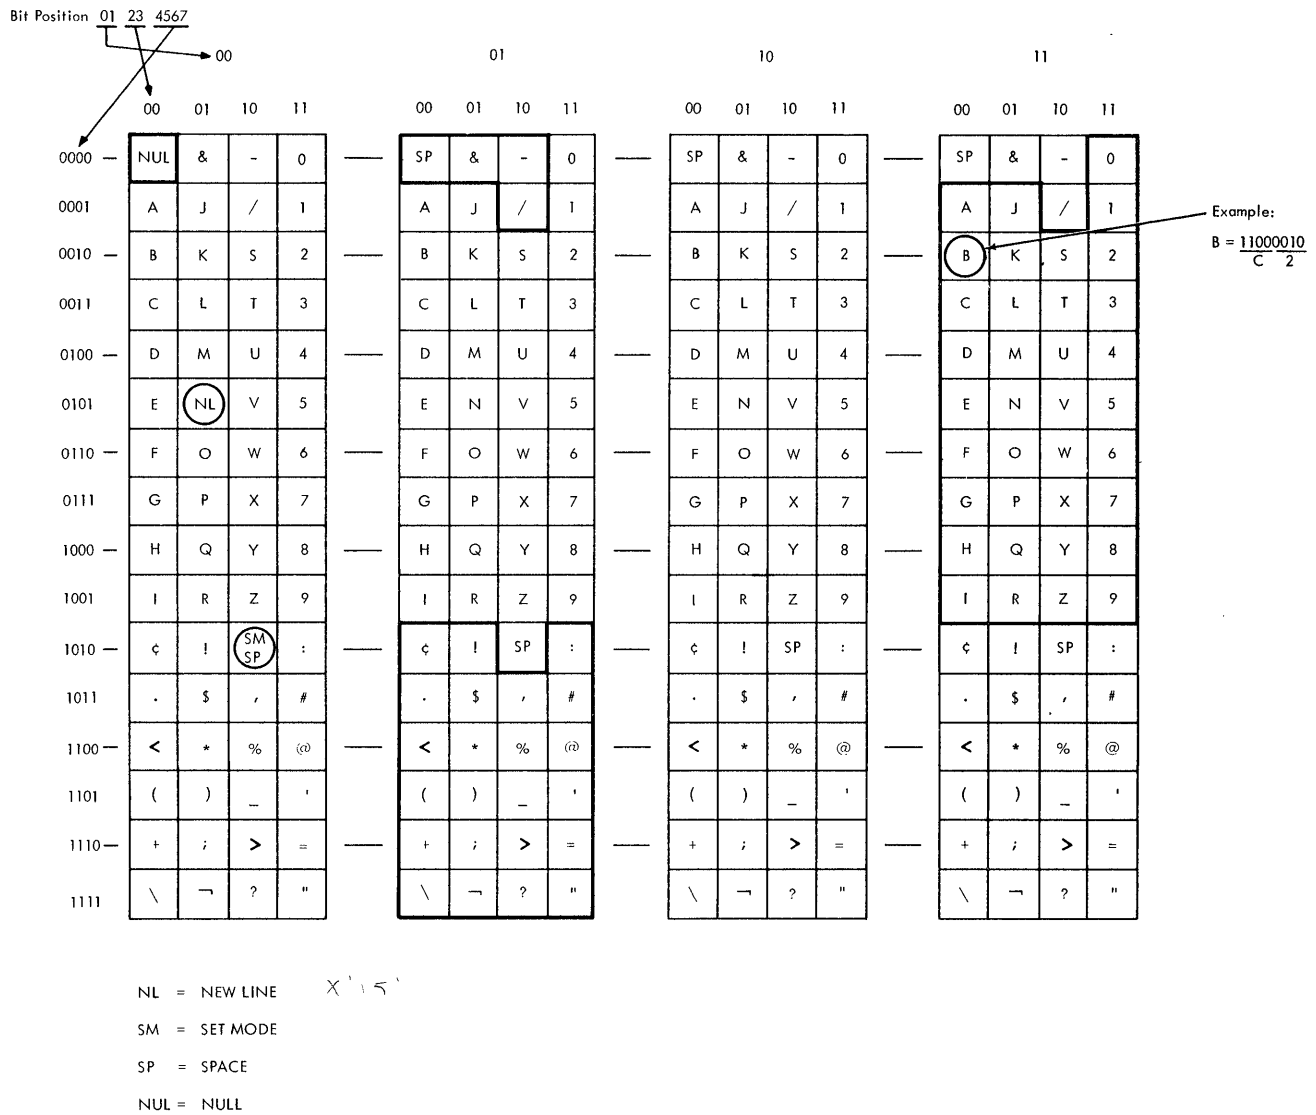 Bit Position 01 23 4567
00 01 10 11
00 01 10 11 00 01 10 11 00 01 10 11 00 01 10 11
0000 NUL & - 0 SP & - 0 SP & - 0 SP & - 0
0001 A J / 1 A J / 1 A J / 1 A J / 1
Example:
0010 B K S 2 B K S 2 B K S 2 B K S 2
B = 11000010
C 2
0011 C L T 3 C L T 3 C L T 3 C L T 3
0100 D M U 4 D M U 4 D M U 4 D M U 4
0101 E NL V 5 E N V 5 E N V 5 E N V 5
0110 F O W 6 F O W 6 F O W 6 F O W 6
0111 G P X 7 G P X 7 G P X 7 G P X 7
1000 H Q Y 8 H Q Y 8 H Q Y 8 H Q Y 8
1001 I R Z 9 I R Z 9 I R Z 9 I R Z 9
1010 ¢ ! SM SP : ¢ ! SP : ¢ ! SP : ¢ ! SP :
1011 . $ , # . $ , # . $ , # . $ , #
1100 < * % @ < * % @ < * % @ < * % @
1101 ( ) _ ' ( ) _ ' ( ) _ ' ( ) _ '
1110 + ; > = + ; > = + ; > = + ; > =
1111 \ ¬ ? " \ ¬ ? " \ ¬ ? " \ ¬ ? "
NL = NEW LINE X'15'
SM = SET MODE
SP = SPACE
NUL = NULL